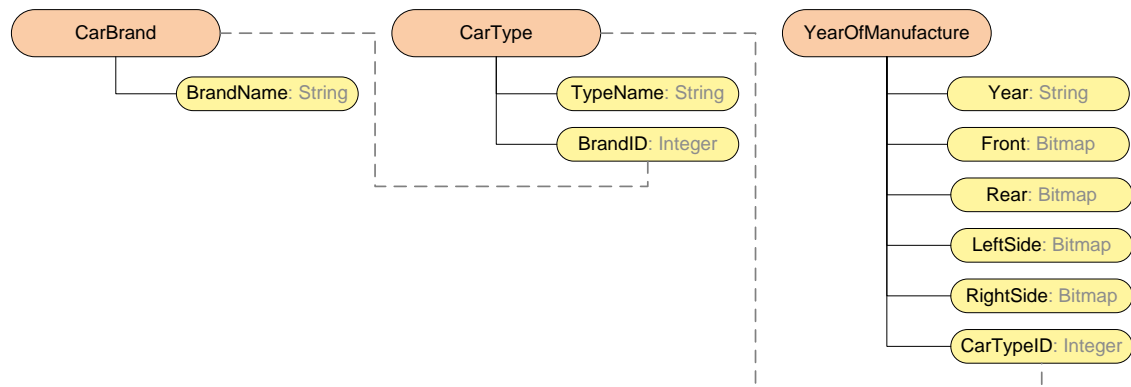 CarBrand
BrandName: String
CarType
TypeName: String
BrandID: Integer
YearOfManufacture
Year: String
Front: Bitmap
Rear: Bitmap
LeftSide: Bitmap
RightSide: Bitmap
CarTypeID: Integer